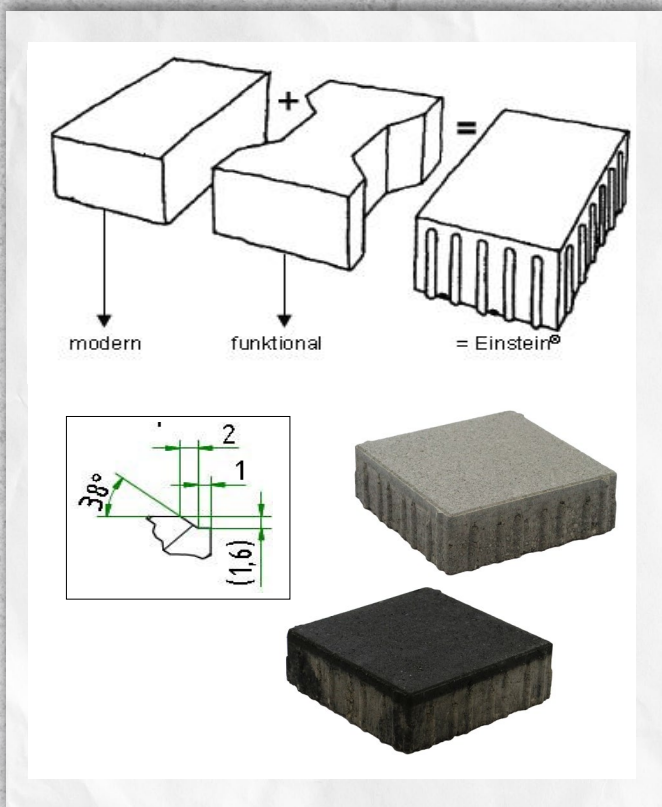 +
=
modern
funktional
= Einstein®
2
1
38°
(1,6)